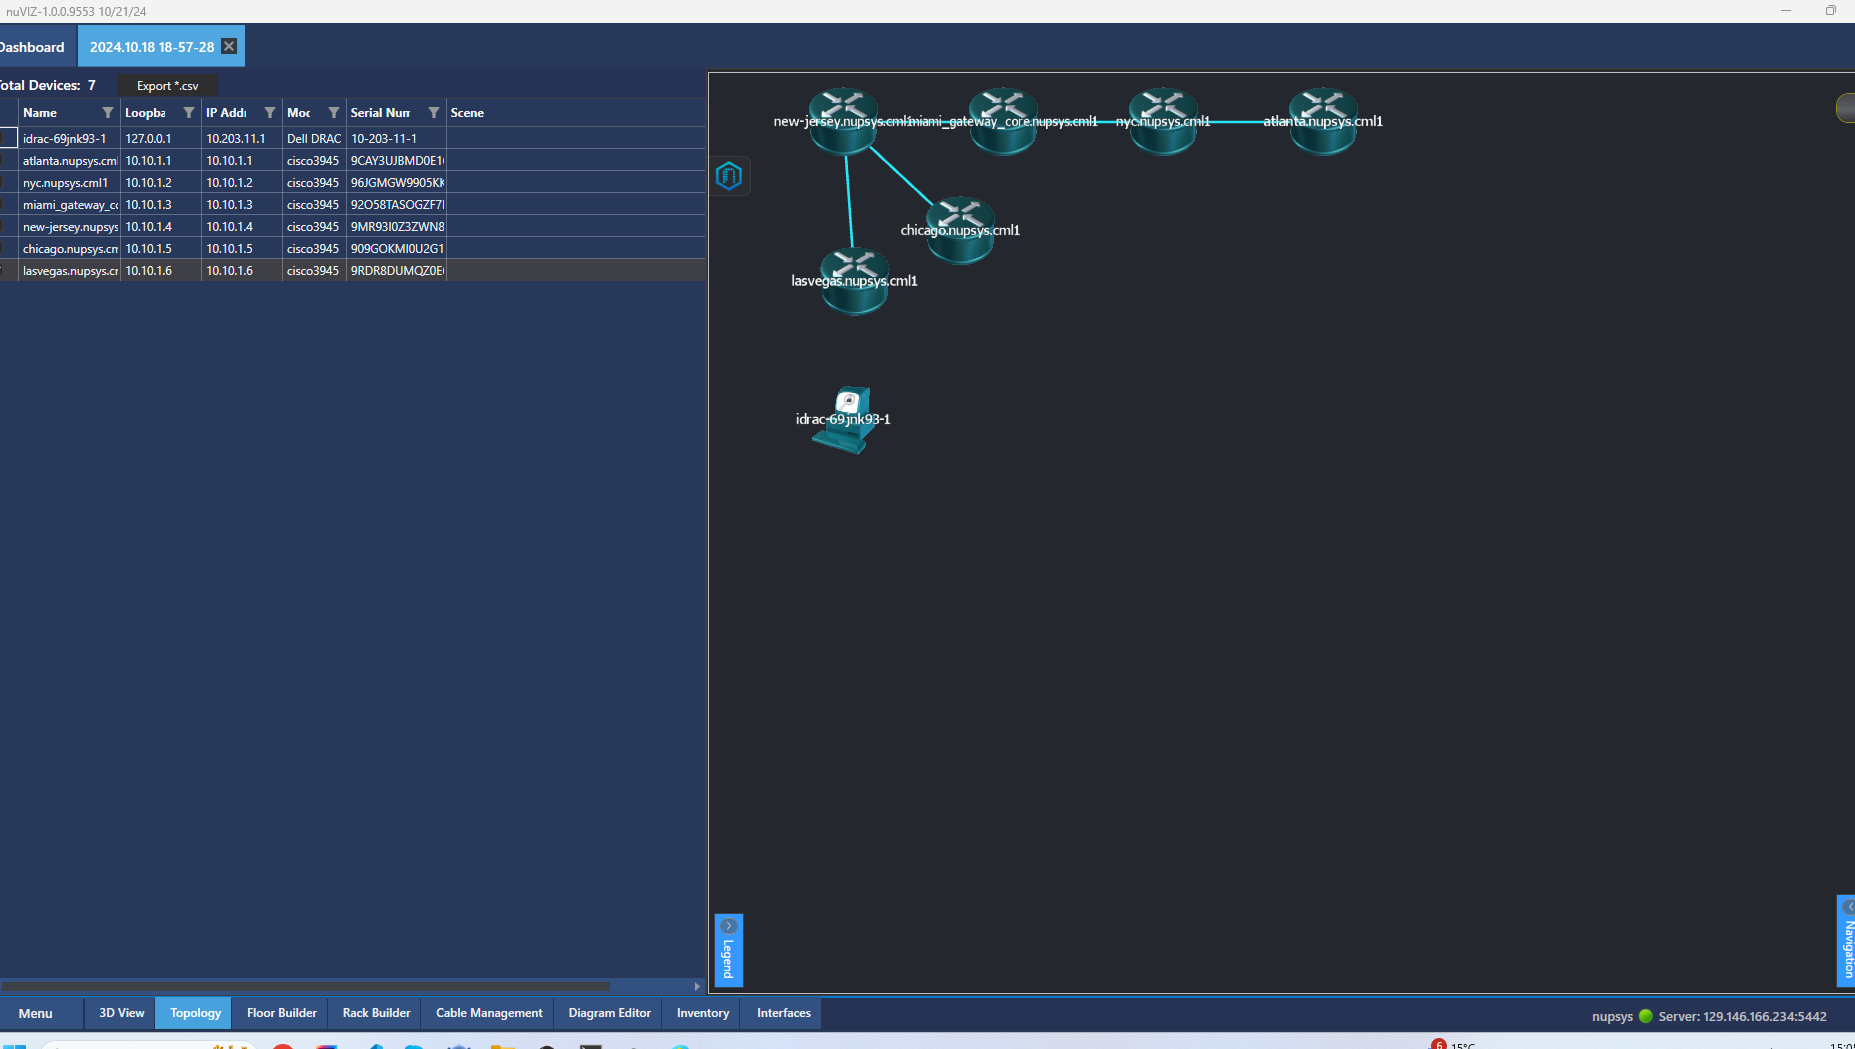 nuVIZ-1.0.0.9553 10/21/24
Dashboard
2024.10.18 18-57-28
Total Devices: 7
Export *.csv
Name Loopba IP Addr Moc Serial Num Scene
idrac-69jnk93-1 127.0.0.1 10.203.11.1 Dell DRAC 10-203-11-1
atlanta.nupsys.cml 10.10.1.1 10.10.1.1 cisco3945 9CAY3UJBMD0E1
nyc.nupsys.cml1 10.10.1.2 10.10.1.2 cisco3945 96JGMGW9905KK
miami_gateway_cc 10.10.1.3 10.10.1.3 cisco3945 92O58TASOGZF7
new-jersey.nupsys 10.10.1.4 10.10.1.4 cisco3945 9MR93I0Z3ZWN8
chicago.nupsys.cm 10.10.1.5 10.10.1.5 cisco3945 909GOKMI0U2G1
lasvegas.nupsys.cr 10.10.1.6 10.10.1.6 cisco3945 9RDR8DUMQZ0E
new-jersey.nupsys.cml1
miami_gateway_core.nupsys.cml1
nyc.nupsys.cml1
atlanta.nupsys.cml1
chicago.nupsys.cml1
lasvegas.nupsys.cml1
idrac-69jnk93-1
Legend
Navigation
Menu
3D View
Topology
Floor Builder
Rack Builder
Cable Management
Diagram Editor
Inventory
Interfaces
nupsys
Server: 129.146.166.234:5442
6
15°C